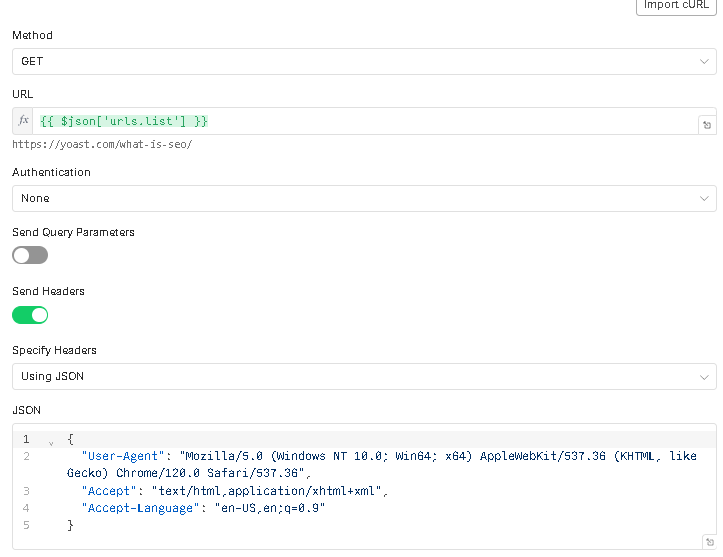 Import cURL
Method
GET
URL
fx {{ $json['urls.list'] }}
https://yoast.com/what-is-seo/
Authentication
None
Send Query Parameters
Send Headers
Specify Headers
Using JSON
JSON
1 {
2 "User-Agent": "Mozilla/5.0 (Windows NT 10.0; Win64; x64) AppleWebKit/537.36 (KHTML, like
Gecko) Chrome/120.0 Safari/537.36",
3 "Accept": "text/html,application/xhtml+xml",
4 "Accept-Language": "en-US,en;q=0.9"
5 }